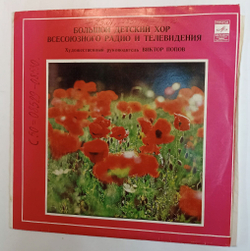 БОЛЬШОЙ ДЕТСКИЙ ХОР
ВСЕСОЮЗНОГО РАДИО И ТЕЛЕВИДЕНИЯ
Художественный руководитель ВИКТОР ПОПОВ